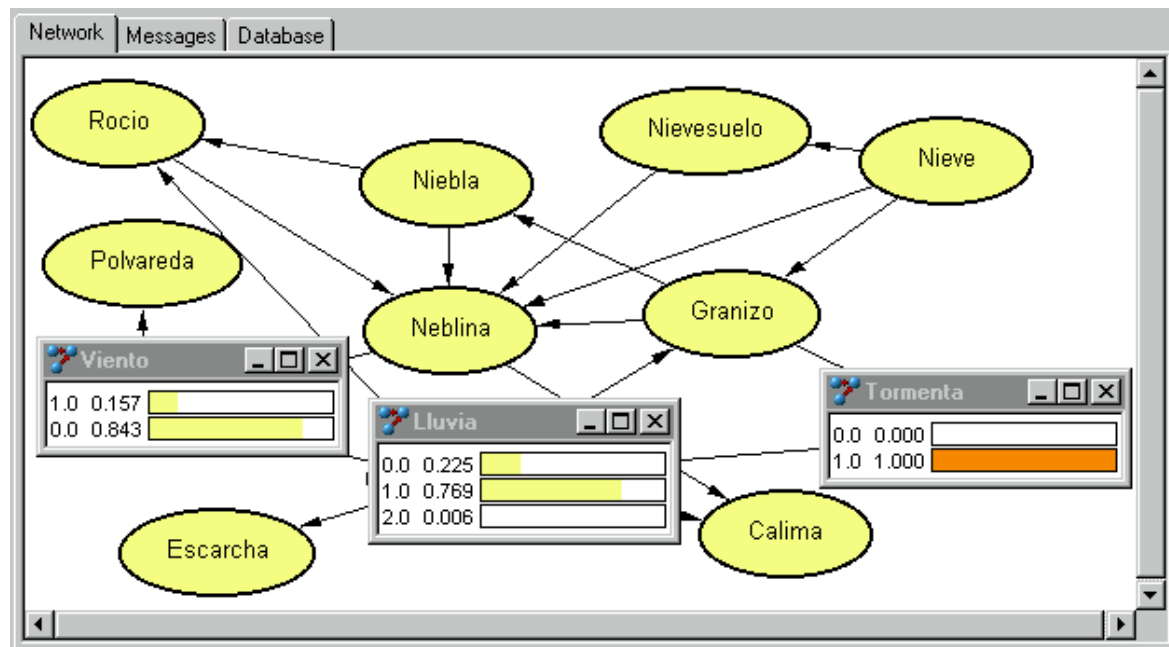 Network Messages Database
Rocio
Nievesuelo
Nieve
Niebla
Polvareda
Granizo
Neblina
Viento
1.0 0.157
0.0 0.843
Lluvia
0.0 0.225
1.0 0.769
2.0 0.006
Tormenta
0.0 0.000
1.0 1.000
Escarcha
Calima